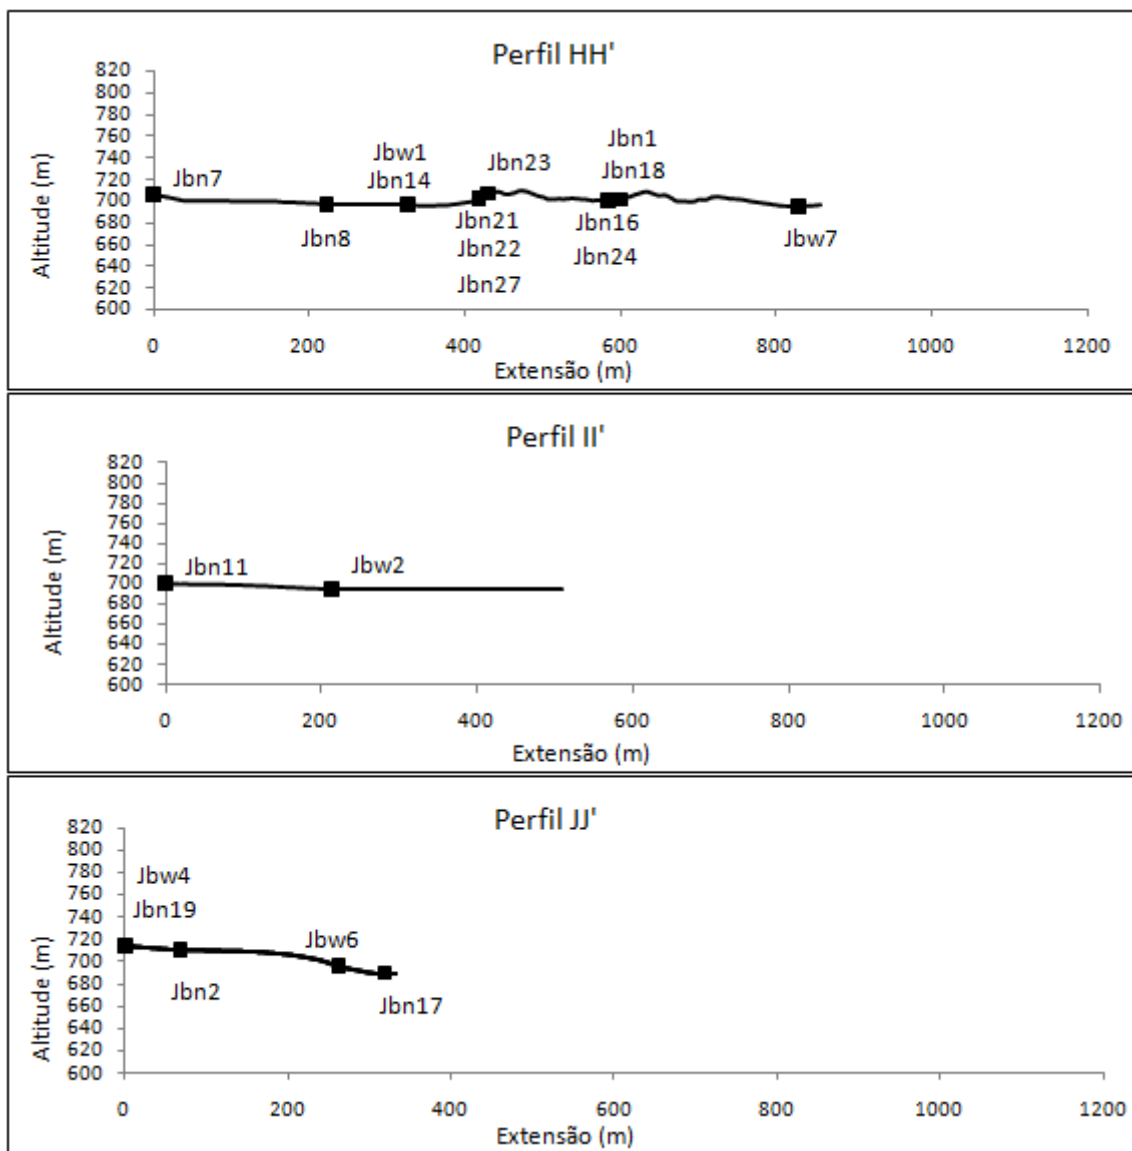 Perfil HH'
820
800
780
760
740
720
700
680
660
640
620
600
Altitude (m)
Jbn7
Jbn8
Jbw1
Jbn14
Jbn23
Jbn21
Jbn22
Jbn27
Jbn1
Jbn18
Jbn16
Jbn24
Jbw7
0 200 400 600 800 1000 1200
Extensão (m)
Perfil II'
820
800
780
760
740
720
700
680
660
640
620
600
Altitude (m)
Jbn11
Jbw2
0 200 400 600 800 1000 1200
Extensão (m)
Perfil JJ'
820
800
780
760
740
720
700
680
660
640
620
600
Altitude (m)
Jbw4
Jbn19
Jbn2
Jbw6
Jbn17
0 200 400 600 800 1000 1200
Extensão (m)